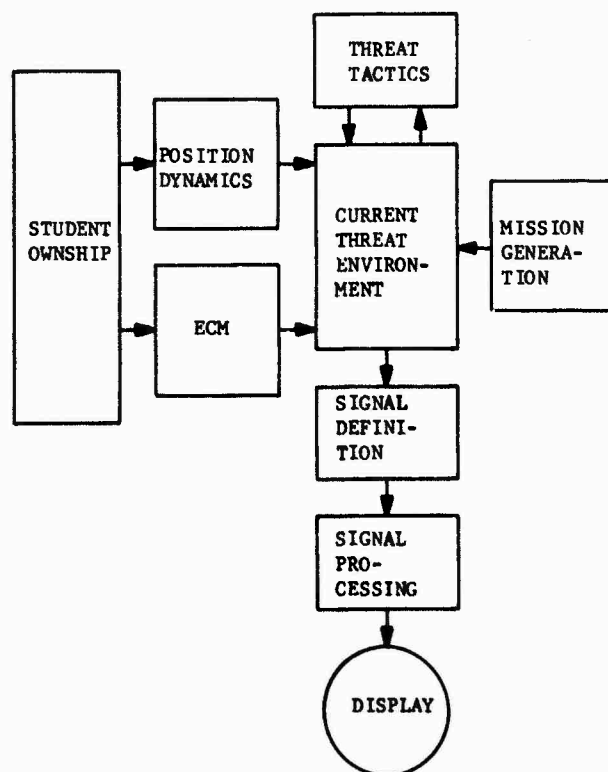 THREAT
TACTICS
POSITION
DYNAMICS
STUDENT
OWNSHIP
CURRENT
THREAT
ENVIRON-
MENT
MISSION
GENERA-
TION
ECM
SIGNAL
DEFINI-
TION
SIGNAL
PRO-
CESSING
DISPLAY